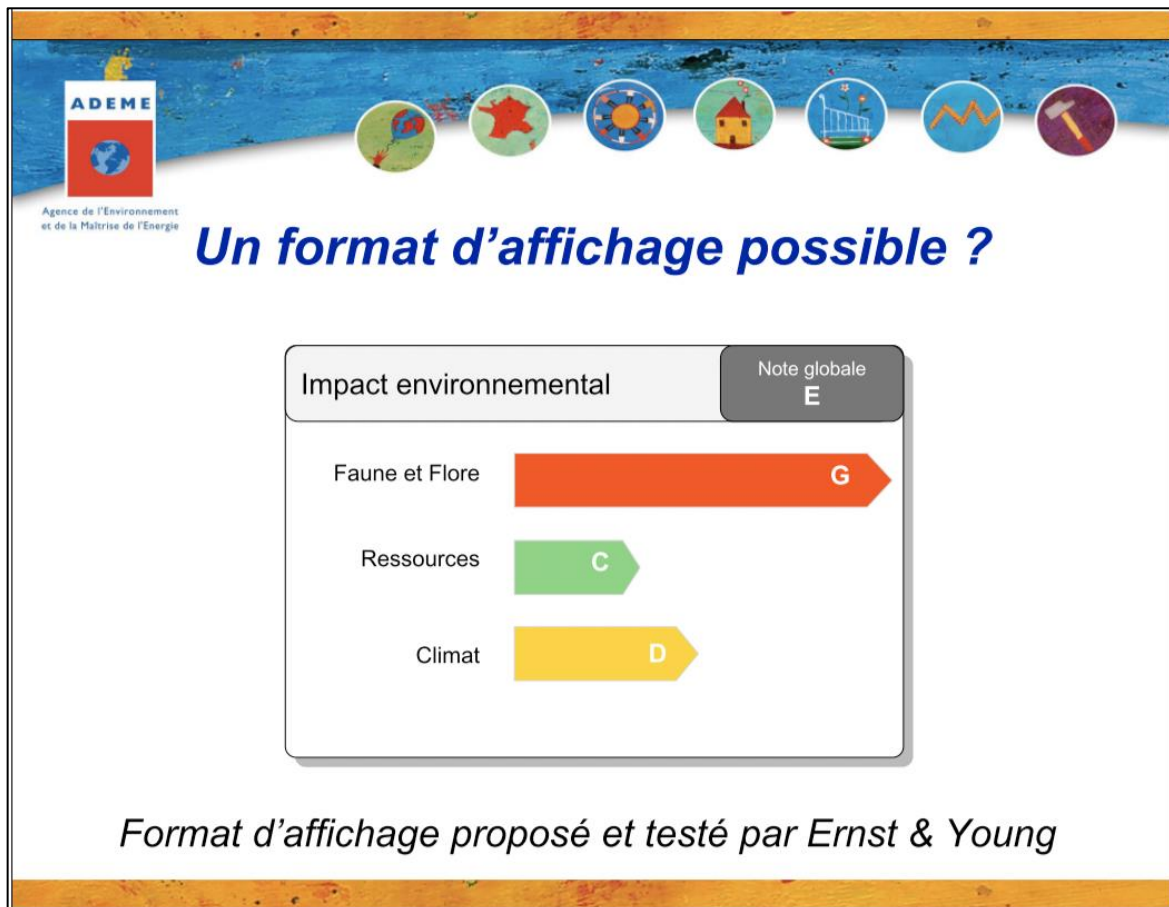 ADEME
Agence de l'Environnement
et de la Maîtrise de l'Energie
Un format d'affichage possible ?
Impact environnemental
Note globale
E
Faune et Flore
G
Ressources
C
Climat
D
Format d'affichage proposé et testé par Ernst & Young